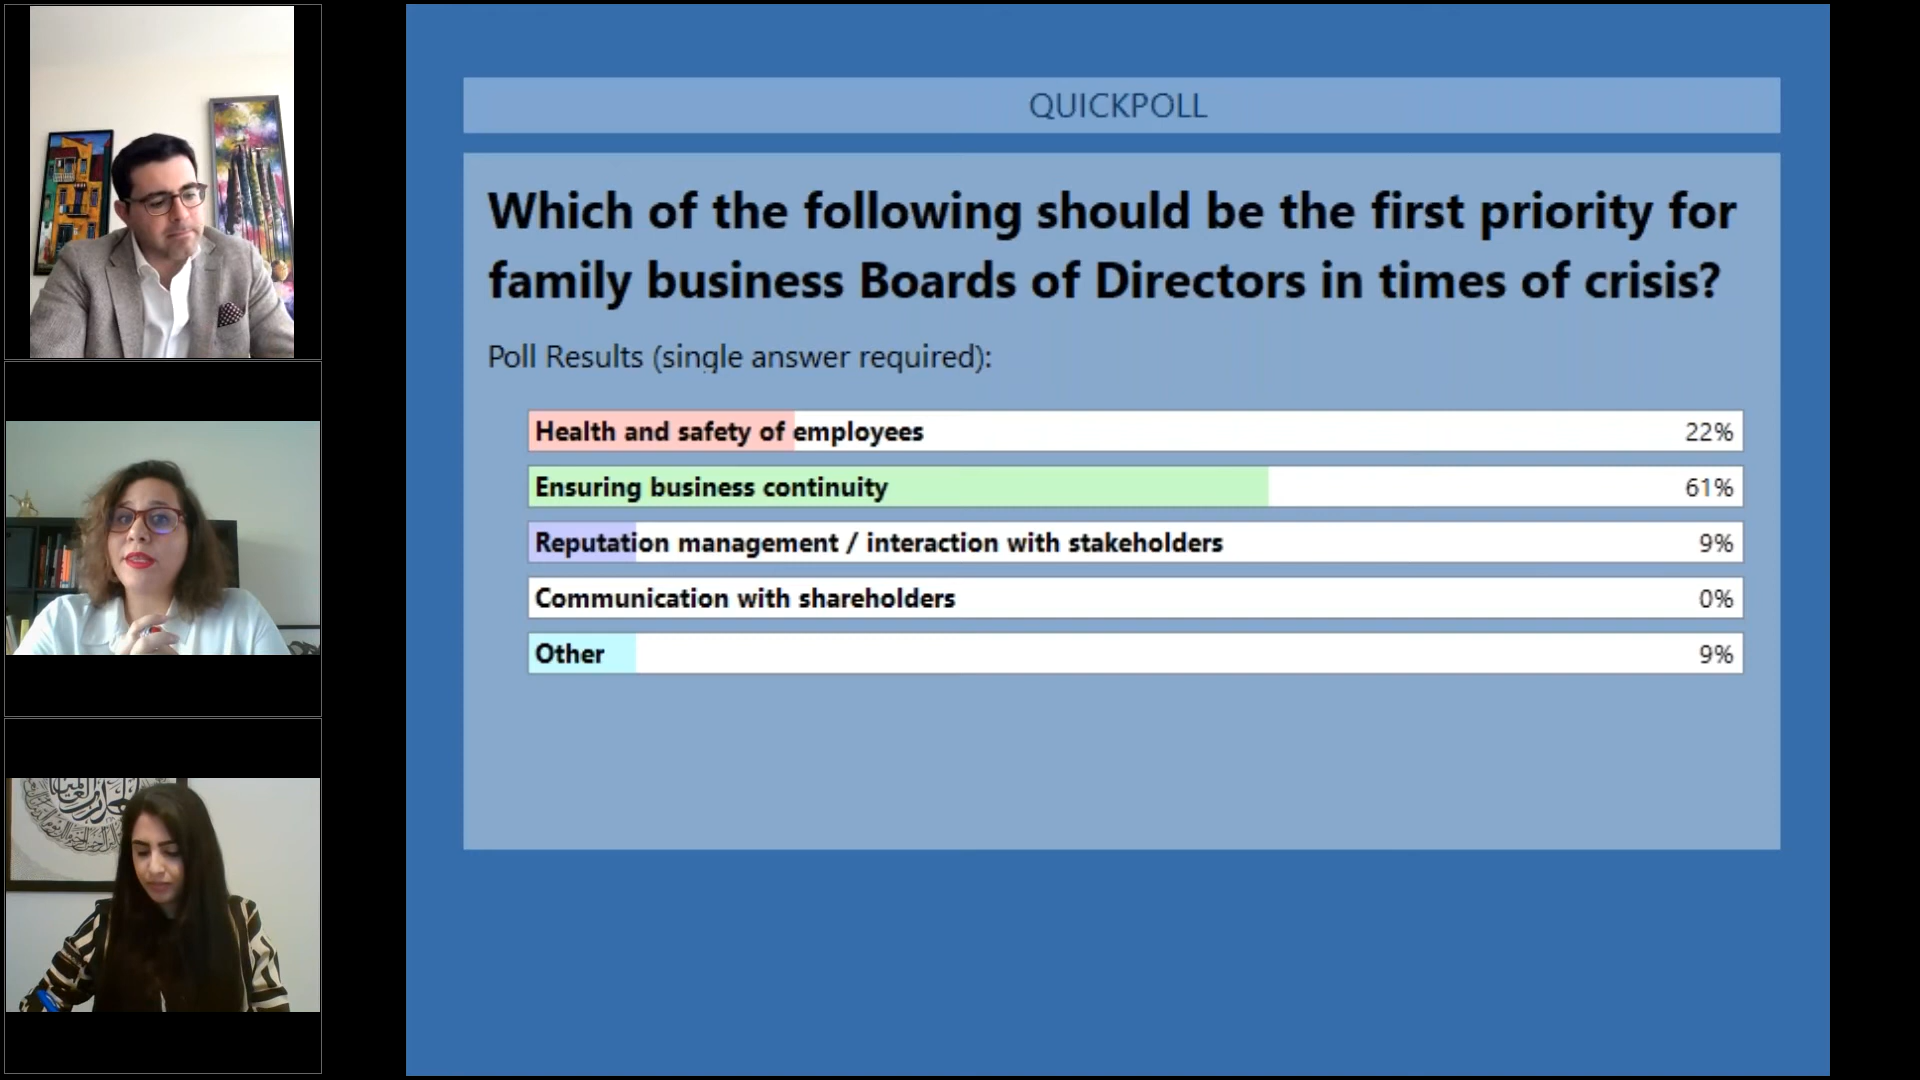 QUICKPOLL
Which of the following should be the first priority for
family business Boards of Directors in times of crisis?
Poll Results (single answer required):
Health and safety of employees 22%
Ensuring business continuity 61%
Reputation management / interaction with stakeholders 9%
Communication with shareholders 0%
Other 9%